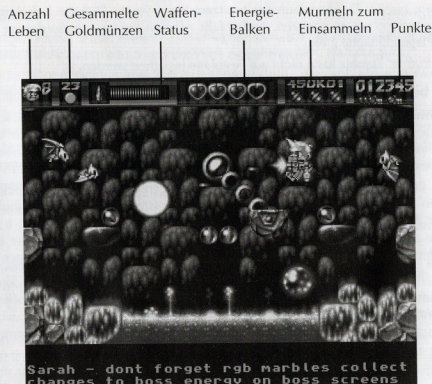 Anzahl Gesammelte Waffen- Energie- Murmeln zum
Leben Goldmünzen Status Balken Einsammeln Punkte
8 23 450KD1 012345
Sarah - dont forget rgb marbles collect
changes to boss energy on boss screens